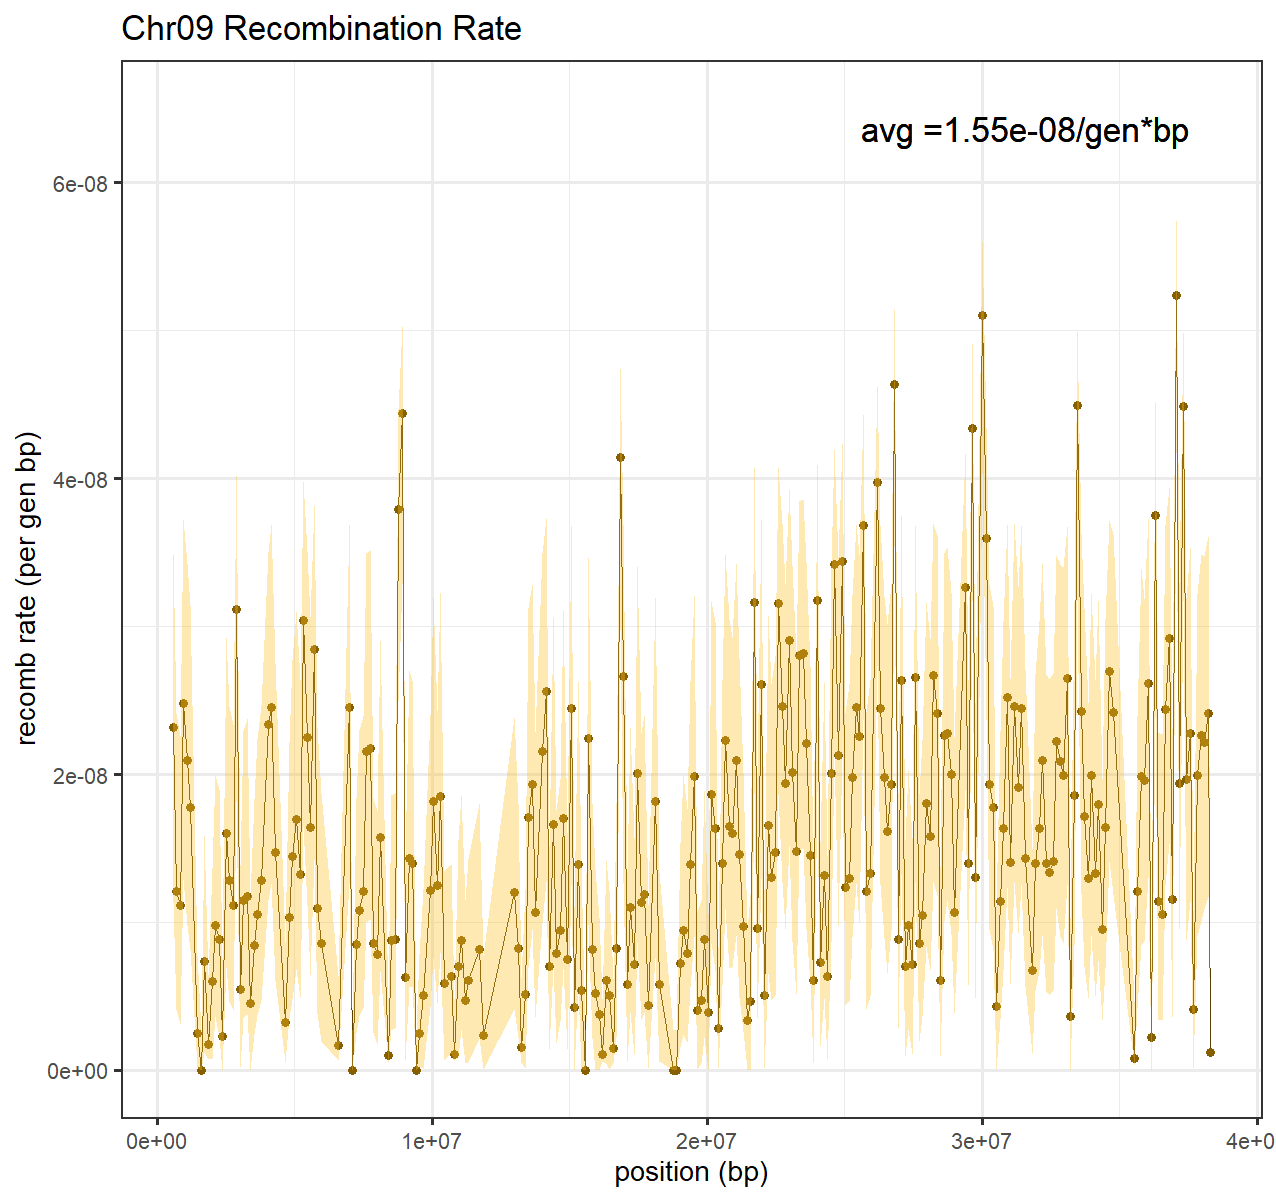 Chr09 Recombination Rate
avg =1.55e-08/gen*bp
recomb rate (per gen bp)
6e-08
4e-08
2e-08
0e+00
0e+00 1e+07 2e+07 3e+07 4e+0
position (bp)